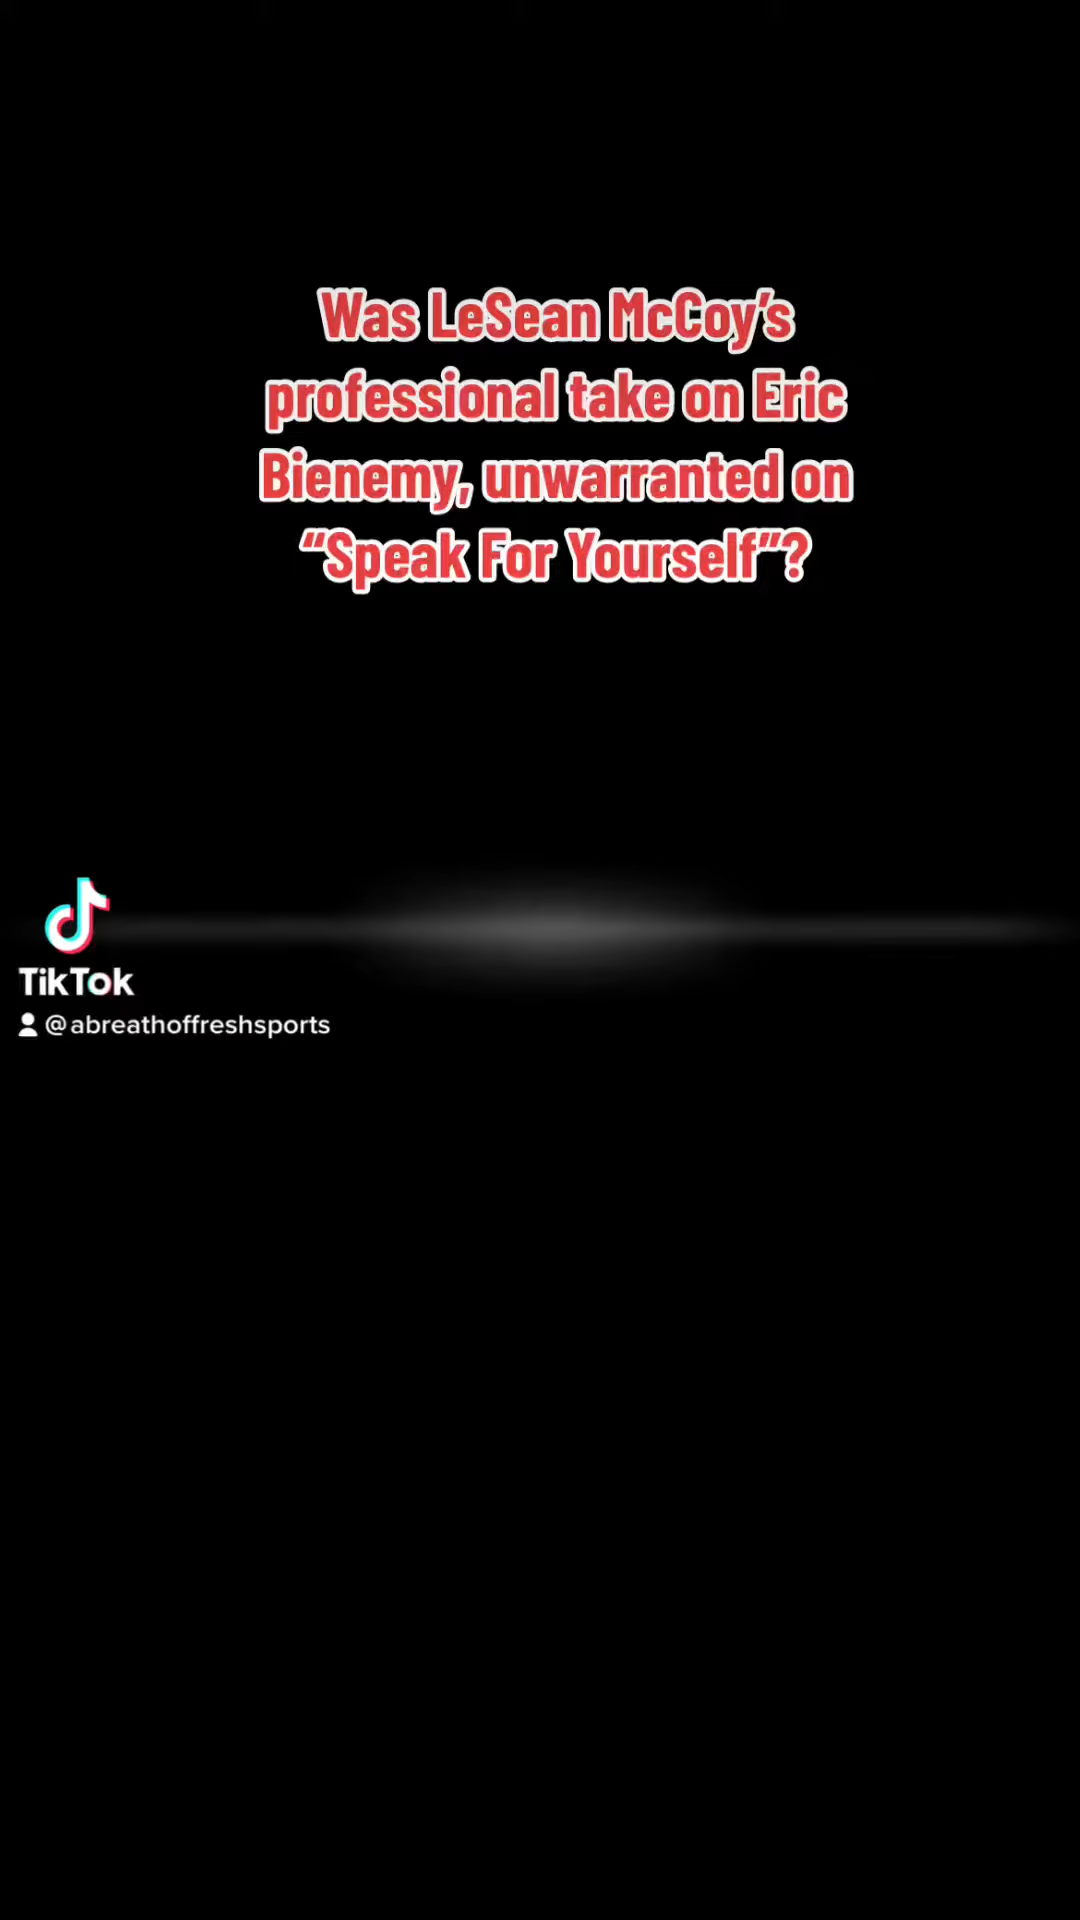 Was LeSean McCoy’s
professional take on Eric
Bienemy, unwarranted on
“Speak For Yourself”?
TikTok
@abreathoffreshsports